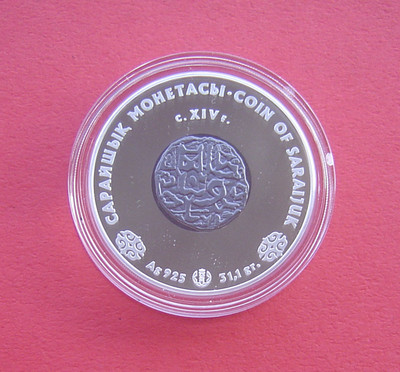 САРАЙШЫҚ МОНЕТАСЫ · COIN OF SARAIJUK
с. XIV г.
Ag 925 31,1 gr.